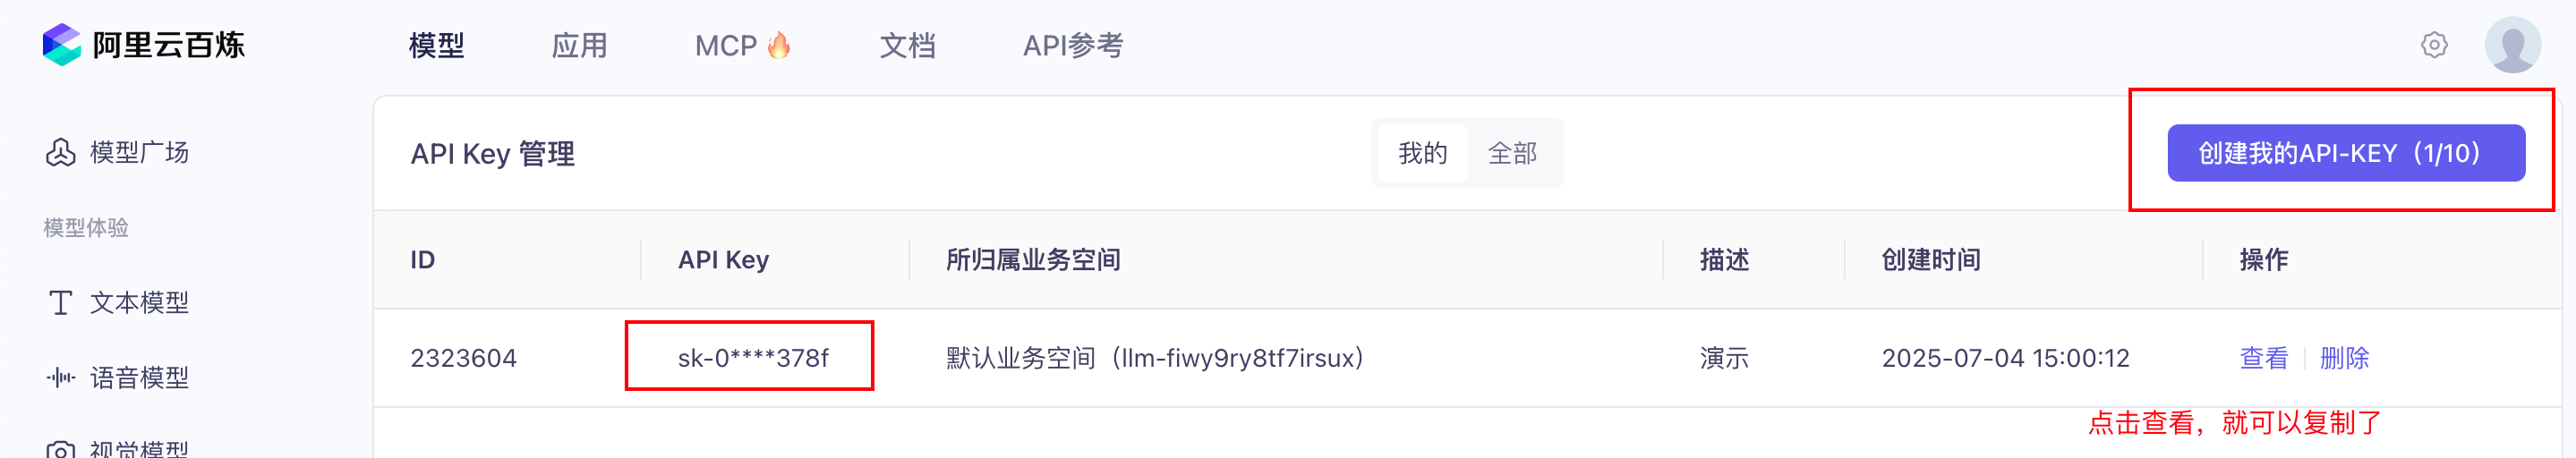 阿里云百炼 模型 应用 MCP🔥 文档 API参考
模型广场
API Key 管理 我的 全部 创建我的API-KEY（1/10）
模型体验
ID API Key 所归属业务空间 描述 创建时间 操作
文本模型
2323604 sk-0****378f 默认业务空间（llm-fiwy9ry8tf7irsux） 演示 2025-07-04 15:00:12 查看 删除
语音模型
点击查看，就可以复制了
视觉模型